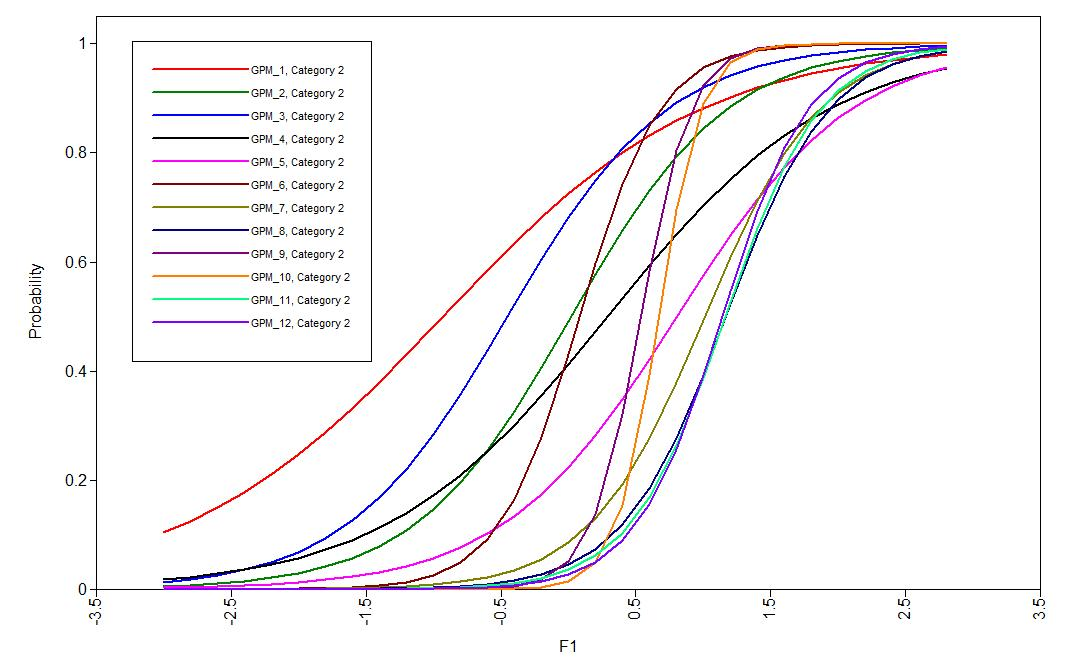 1
0.8
0.6
0.4
0.2
0
Probability
GPM_1, Category 2
GPM_2, Category 2
GPM_3, Category 2
GPM_4, Category 2
GPM_5, Category 2
GPM_6, Category 2
GPM_7, Category 2
GPM_8, Category 2
GPM_9, Category 2
GPM_10, Category 2
GPM_11, Category 2
GPM_12, Category 2
-3.5 -2.5 -1.5 -0.5 0.5 1.5 2.5 3.5
F1